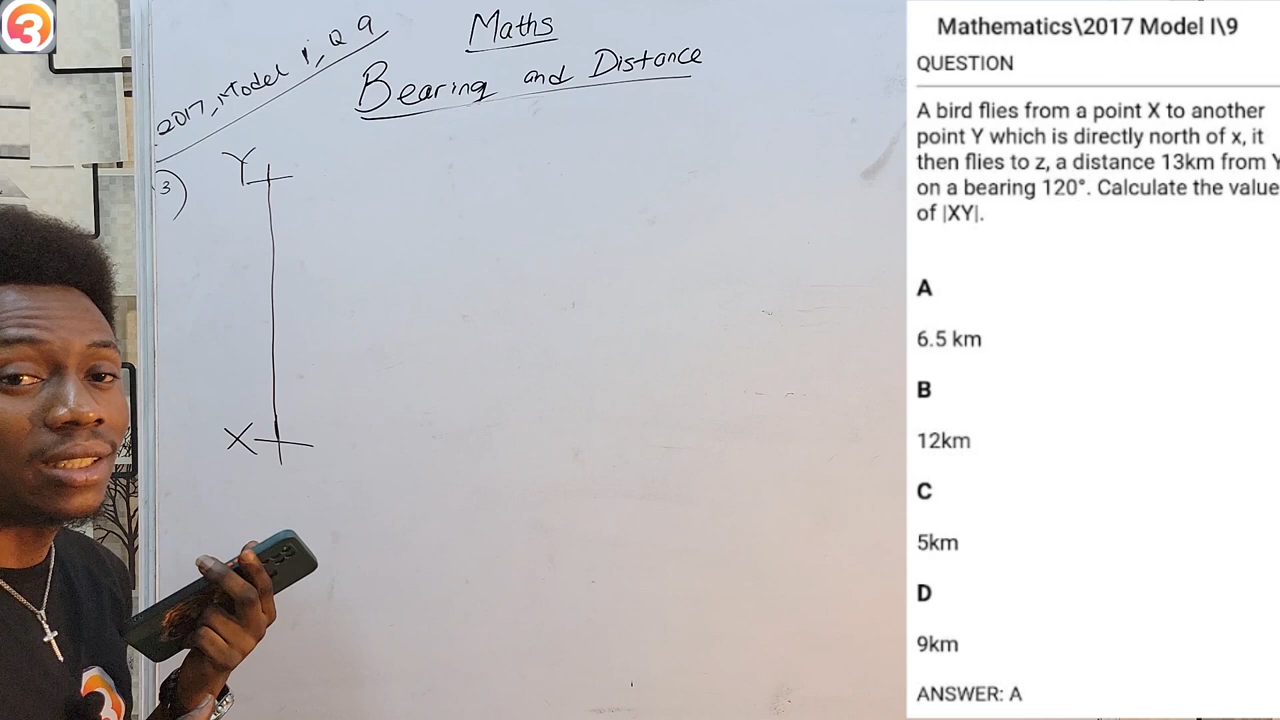 3
2017, Model 1, Q 9
Maths
Bearing and Distance
3)
Y
X
Mathematics\2017 Model I\9
QUESTION
A bird flies from a point X to another
point Y which is directly north of x, it
then flies to z, a distance 13km from Y
on a bearing 120°. Calculate the value
of |XY|.
A
6.5 km
B
12km
C
5km
D
9km
ANSWER: A
3